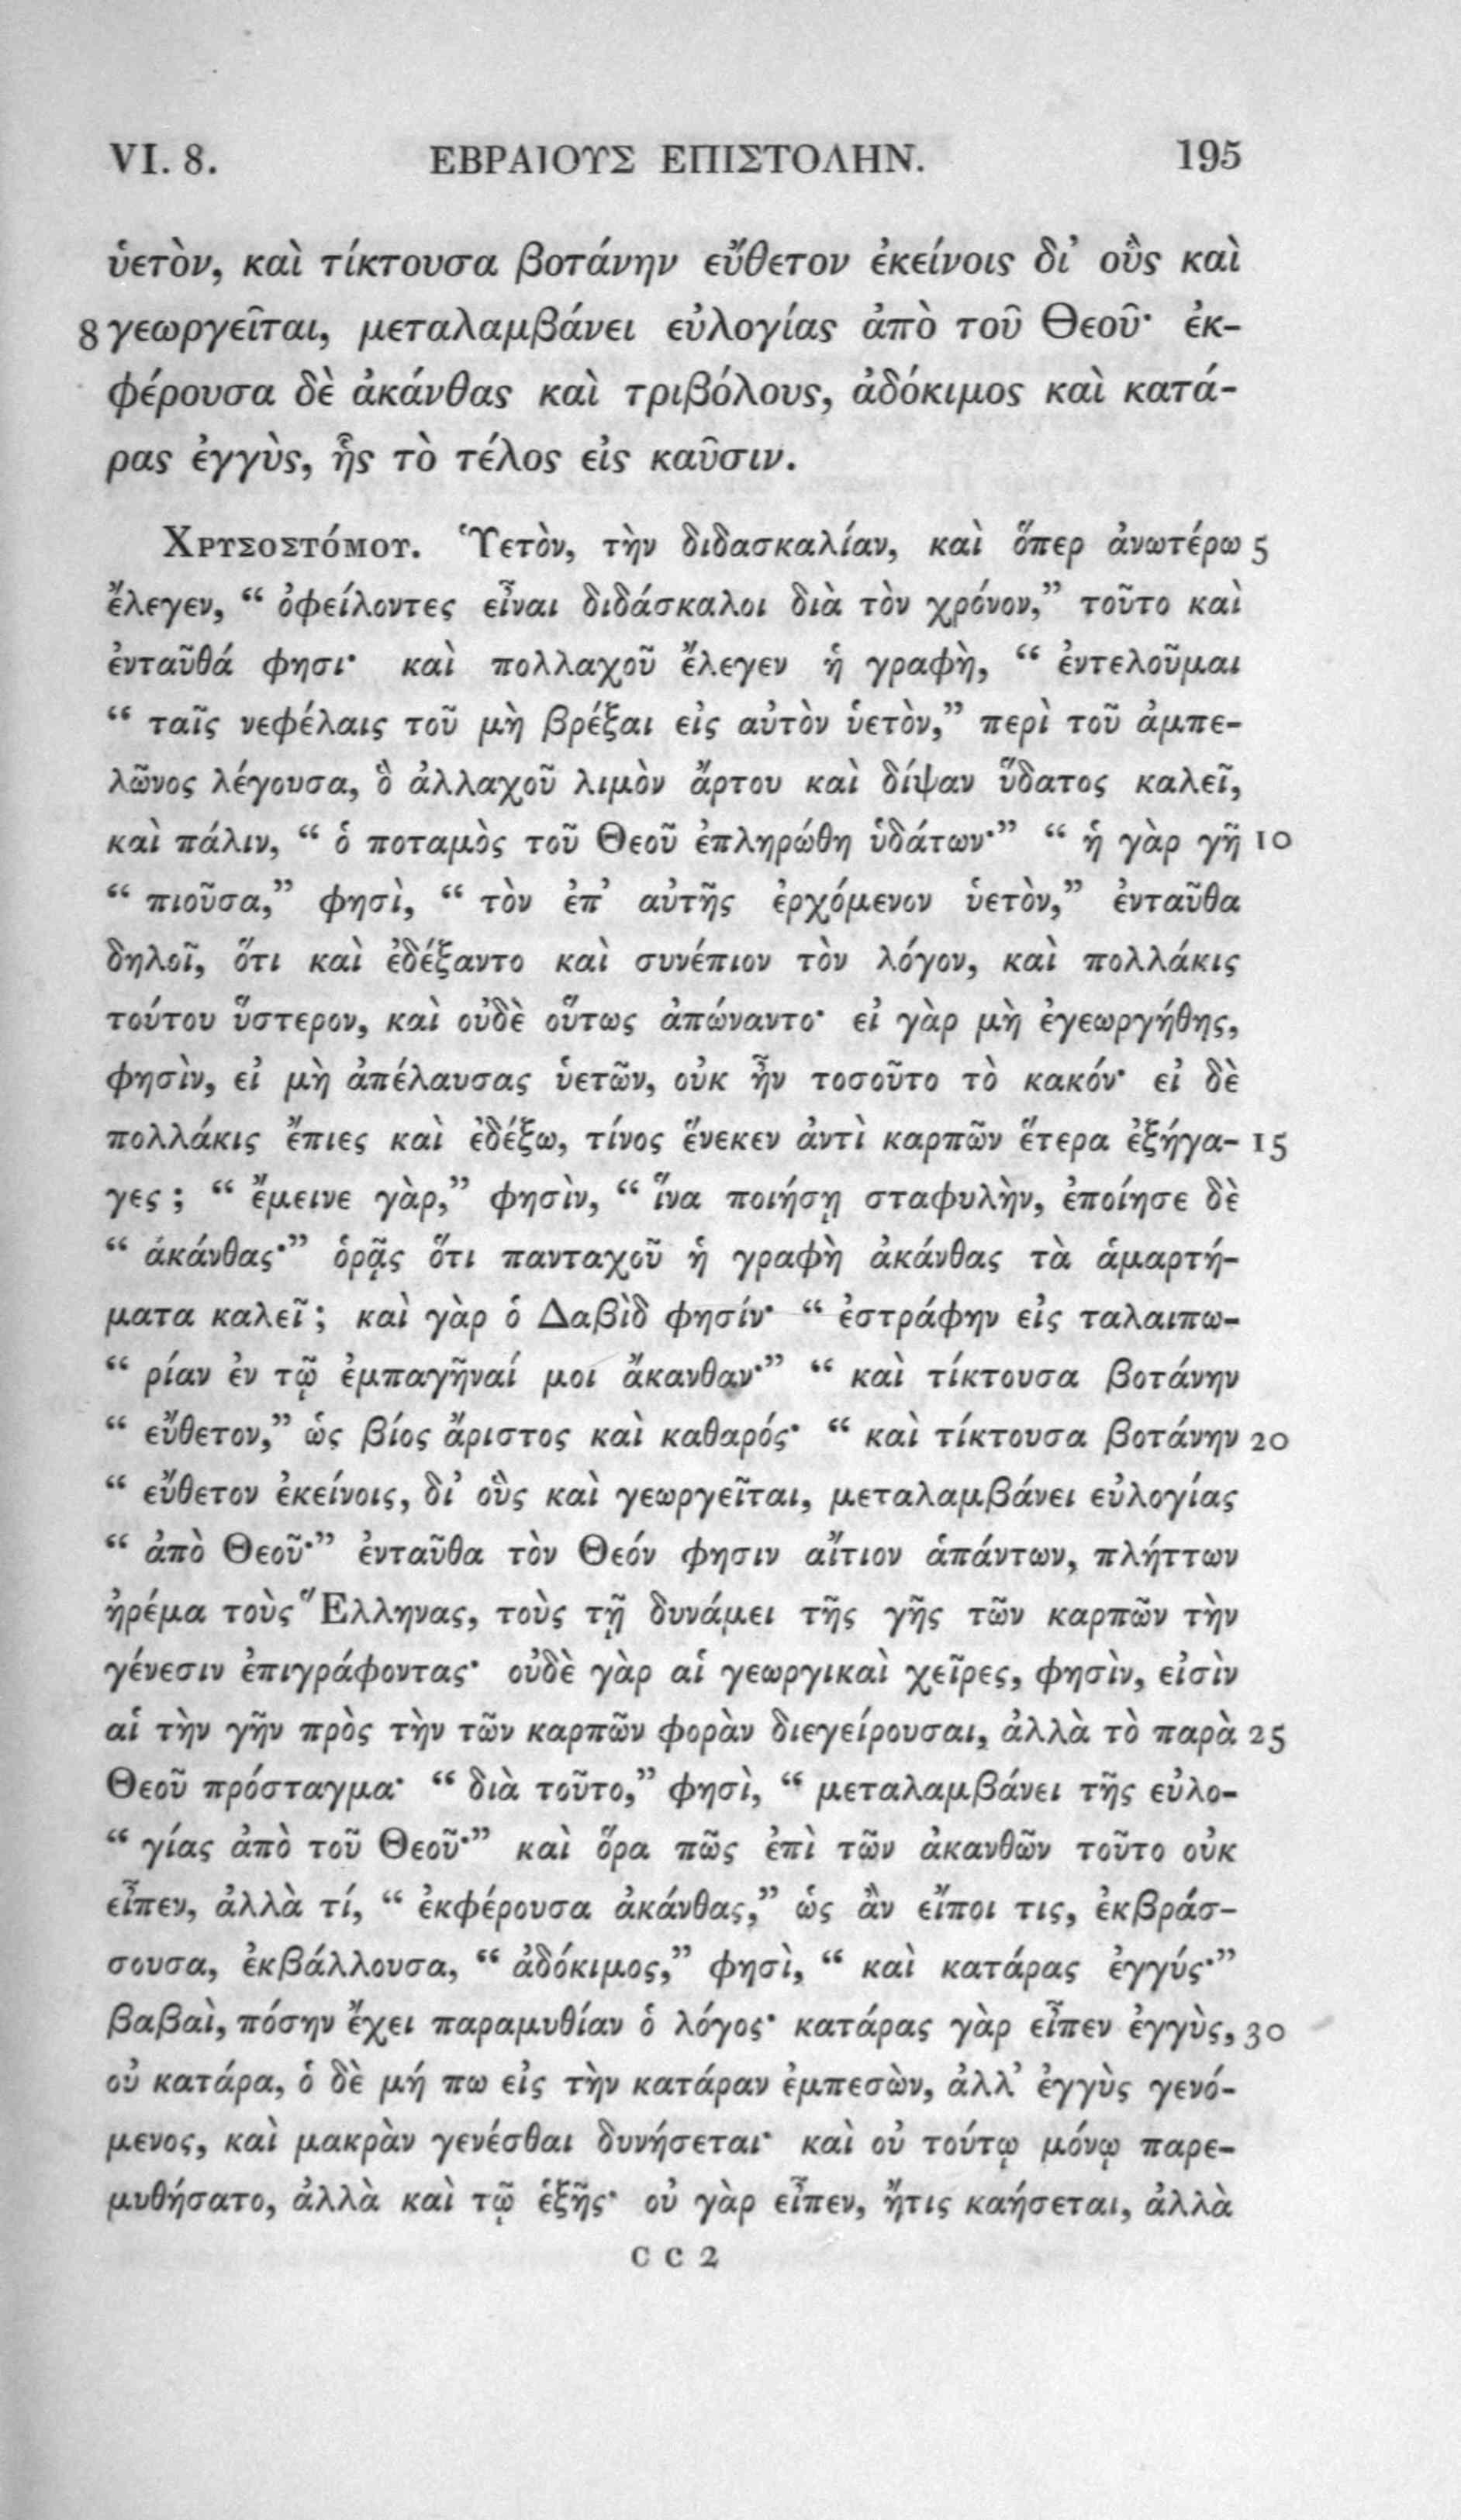 VI. 8. ΕΒΡΑΙΟΥΣ ΕΠΙΣΤΟΛΗΝ. 195
ὑετὸν, καὶ τίκτουσα βοτάνην εὔθετον ἐκείνοις δι’ οὓς καὶ
8 γεωργεῖται, μεταλαμβάνει εὐλογίας ἀπὸ τοῦ Θεοῦ· ἐκ-
φέρουσα δὲ ἀκάνθας καὶ τριβόλους, ἀδόκιμος καὶ κατά-
ρας ἐγγὺς, ἧς τὸ τέλος εἰς καῦσιν.
ΧΡΥΣΟΣΤόΜΟΥ. Ὑετὸν, τὴν διδασκαλίαν, καὶ ὅπερ ἀνωτέρω 5
ἔλεγεν, “ ὀφείλοντες εἶναι διδάσκαλοι διὰ τὸν χρόνον,” τοῦτο καὶ
ἐνταῦθά φησι· καὶ πολλαχοῦ ἔλεγεν ἡ γραφὴ, “ ἐντελοῦμαι
“ ταῖς νεφέλαις τοῦ μὴ βρέξαι εἰς αὐτὸν ὑετὸν,” περὶ τοῦ ἀμπε-
λῶνος λέγουσα, ὃ ἀλλαχοῦ λιμὸν ἄρτου καὶ δίψαν ὕδατος καλεῖ,
καὶ πάλιν, “ ὁ ποταμὸς τοῦ Θεοῦ ἐπληρώθη ὑδάτων·” “ ἡ γὰρ γῆ 10
“ πιοῦσα,” φησὶ, “ τὸν ἐπ’ αὐτῆς ἐρχόμενον ὑετὸν,” ἐνταῦθα
δηλοῖ, ὅτι καὶ ἐδέξαντο καὶ συνέπιον τὸν λόγον, καὶ πολλάκις
τούτου ὕστερον, καὶ οὐδὲ οὕτως ἀπώναντο· εἰ γὰρ μὴ ἐγεωργήθης,
φησὶν, εἰ μὴ ἀπέλαυσας ὑετῶν, οὐκ ἦν τοσοῦτο τὸ κακόν· εἰ δὲ
πολλάκις ἔπιες καὶ ἐδέξω, τίνος ἕνεκεν ἀντὶ καρπῶν ἕτερα ἐξήγα- 15
γες ; “ ἔμεινε γὰρ,” φησὶν, “ ἵνα ποιήσῃ σταφυλὴν, ἐποίησε δὲ
“ ἀκάνθας·” ὁρᾷς ὅτι πανταχοῦ ἡ γραφὴ ἀκάνθας τὰ ἁμαρτή-
ματα καλεῖ ; καὶ γὰρ ὁ Δαβὶδ φησίν· “ ἐστράφην εἰς ταλαιπω-
“ ρίαν ἐν τῷ ἐμπαγῆναί μοι ἄκανθαν·” “ καὶ τίκτουσα βοτάνην
“ εὔθετον,” ὡς βίος ἄριστος καὶ καθαρός· “ καὶ τίκτουσα βοτάνην 20
“ εὔθετον ἐκείνοις, δι’ οὓς καὶ γεωργεῖται, μεταλαμβάνει εὐλογίας
“ ἀπὸ Θεοῦ·” ἐνταῦθα τὸν Θεόν φησιν αἴτιον ἁπάντων, πλήττων
ἠρέμα τοὺς Ἕλληνας, τοὺς τῇ δυνάμει τῆς γῆς τῶν καρπῶν τὴν
γένεσιν ἐπιγράφοντας· οὐδὲ γὰρ αἱ γεωργικαὶ χεῖρες, φησὶν, εἰσὶν
αἱ τὴν γῆν πρὸς τὴν τῶν καρπῶν φορὰν διεγείρουσαι, ἀλλὰ τὸ παρὰ 25
Θεοῦ πρόσταγμα· “ διὰ τοῦτο,” φησὶ, “ μεταλαμβάνει τῆς εὐλο-
“ γίας ἀπὸ τοῦ Θεοῦ·” καὶ ὅρα πῶς ἐπὶ τῶν ἀκανθῶν τοῦτο οὐκ
εἶπεν, ἀλλὰ τί, “ ἐκφέρουσα ἀκάνθας,” ὡς ἂν εἴποι τις, ἐκβράσ-
σουσα, ἐκβάλλουσα, “ ἀδόκιμος,” φησὶ, “ καὶ κατάρας ἐγγύς·”
βαβαὶ, πόσην ἔχει παραμυθίαν ὁ λόγος· κατάρας γὰρ εἶπεν ἐγγὺς, 30
οὐ κατάρα, ὁ δὲ μή πω εἰς τὴν κατάραν ἐμπεσὼν, ἀλλ’ ἐγγὺς γενό-
μενος, καὶ μακρὰν γενέσθαι δυνήσεται· καὶ οὐ τούτῳ μόνῳ παρε-
μυθήσατο, ἀλλὰ καὶ τῷ ἑξῆς· οὐ γὰρ εἶπεν, ἥτις καήσεται, ἀλλὰ
C C 2